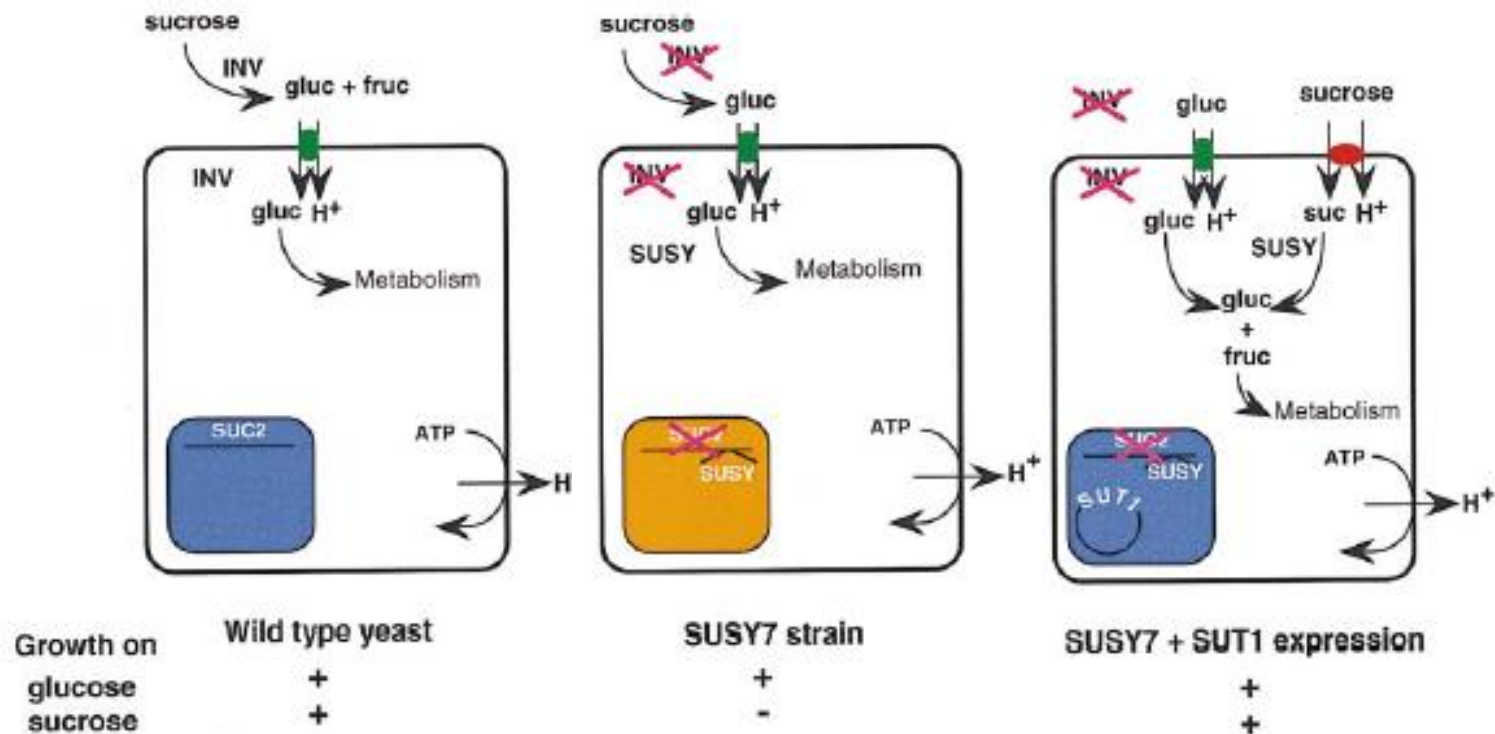 sucrose
INV
gluc + fruc
INV
gluc H+
Metabolism
SUC2
ATP
H
sucrose
INV
gluc
INV
gluc H+
SUSY
Metabolism
SUSY
ATP
H+
INV
gluc
sucrose
INV
gluc H+
suc H+
SUSY
gluc
+
fruc
Metabolism
SUC2
SUSY
SUT1
ATP
H+
Growth on
Wild type yeast
SUSY7 strain
SUSY7 + SUT1 expression
glucose + + +
sucrose + - +